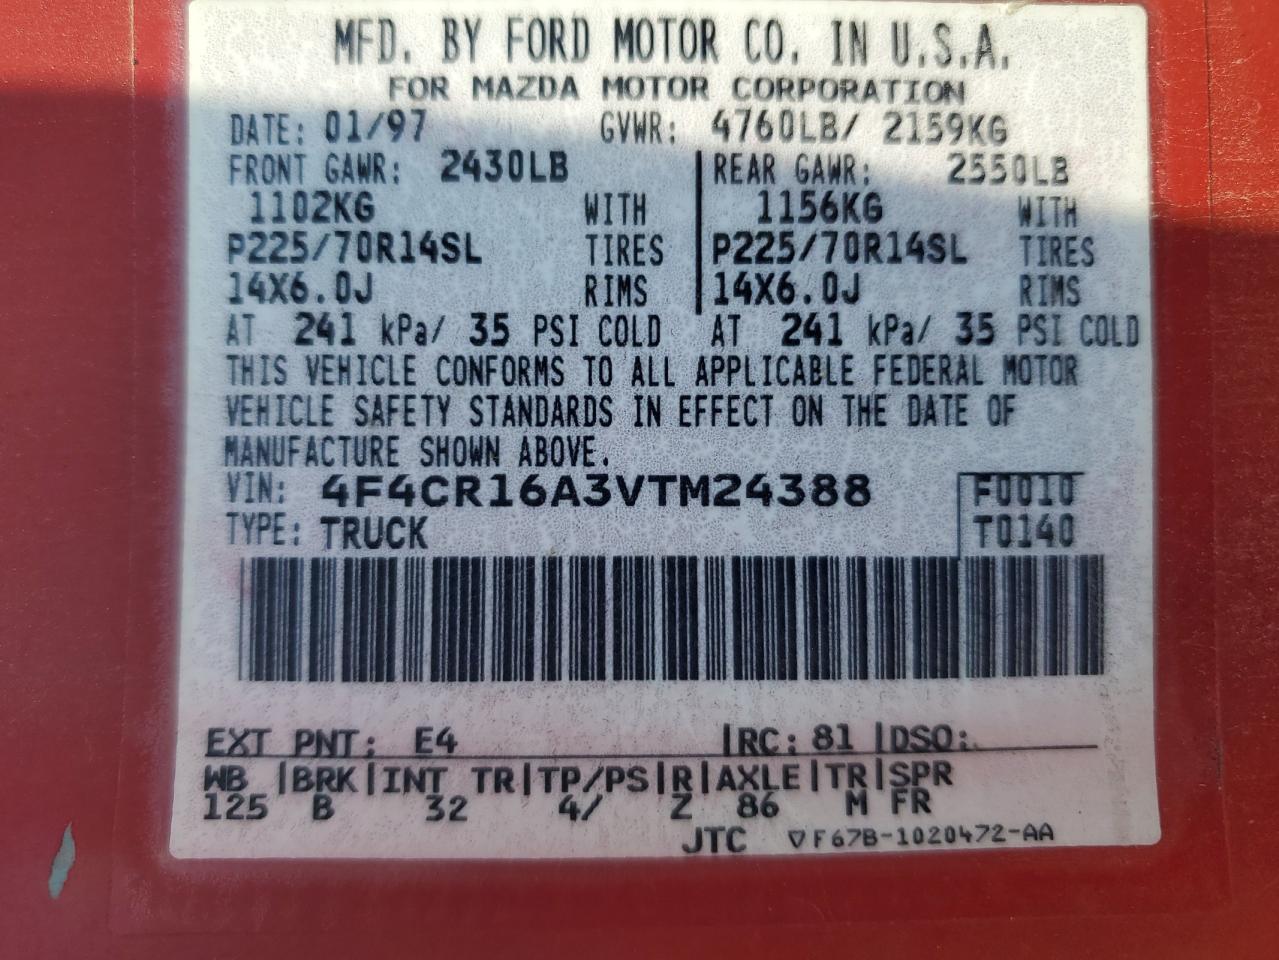 MFD. BY FORD MOTOR CO. IN U.S.A.
FOR MAZDA MOTOR CORPORATION
DATE: 01/97 GVWR: 4760LB/ 2159KG
FRONT GAWR: 2430LB REAR GAWR: 2550LB
1102KG WITH 1156KG WITH
P225/70R14SL TIRES P225/70R14SL TIRES
14X6.0J RIMS 14X6.0J RIMS
AT 241 kPa/ 35 PSI COLD AT 241 kPa/ 35 PSI COLD
THIS VEHICLE CONFORMS TO ALL APPLICABLE FEDERAL MOTOR
VEHICLE SAFETY STANDARDS IN EFFECT ON THE DATE OF
MANUFACTURE SHOWN ABOVE.
VIN: 4F4CR16A3VTM24388 F0010
TYPE: TRUCK T0140
EXT PNT: E4 |RC: 81 |DSO:
WB |BRK|INT TR|TP/PS|R|AXLE|TR|SPR
125 B 32 4/ Z 86 M FR
JTC ▽F67B-1020472-AA